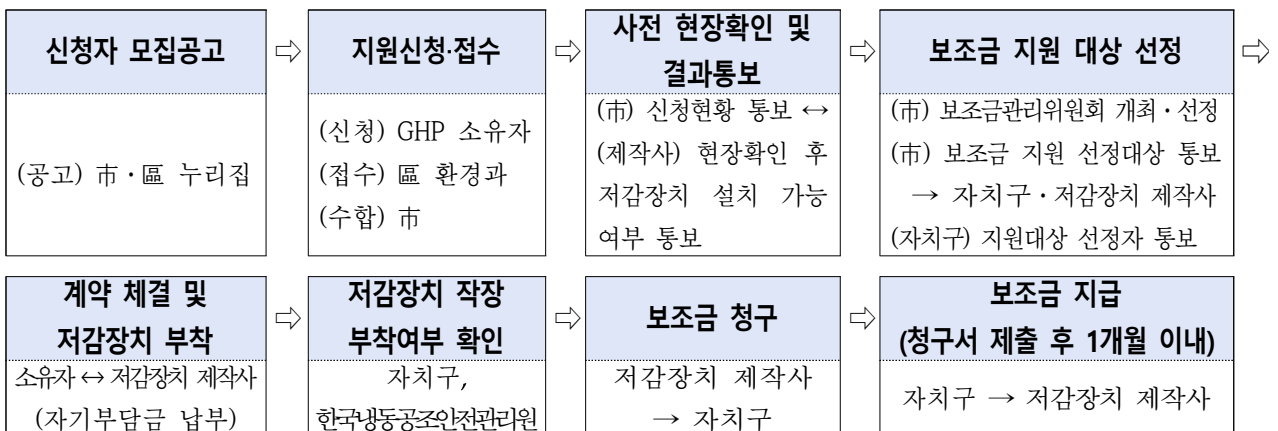 신청자 모집공고
⇨
지원신청·접수
⇨
사전 현장확인 및
결과통보
⇨
보조금 지원 대상 선정
⇨
(공고) 市・區 누리집
(신청) GHP 소유자
(접수) 區 환경과
(수합) 市
(市) 신청현황 통보 ↔
(제작사) 현장확인 후
저감장치 설치 가능
여부 통보
(市) 보조금관리위원회 개최・선정
(市) 보조금 지원 선정대상 통보
→ 자치구・저감장치 제작사
(자치구) 지원대상 선정자 통보
계약 체결 및
저감장치 부착
⇨
저감장치 작장
부착여부 확인
⇨
보조금 청구
⇨
보조금 지급
(청구서 제출 후 1개월 이내)
소유자 ↔ 저감장치 제작사
(자기부담금 납부)
자치구,
한국냉동공조안전관리원
저감장치 제작사
→ 자치구
자치구 → 저감장치 제작사